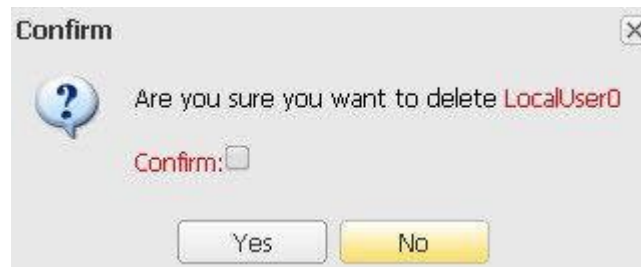 Confirm
Are you sure you want to delete LocalUser0
Confirm:
Yes No